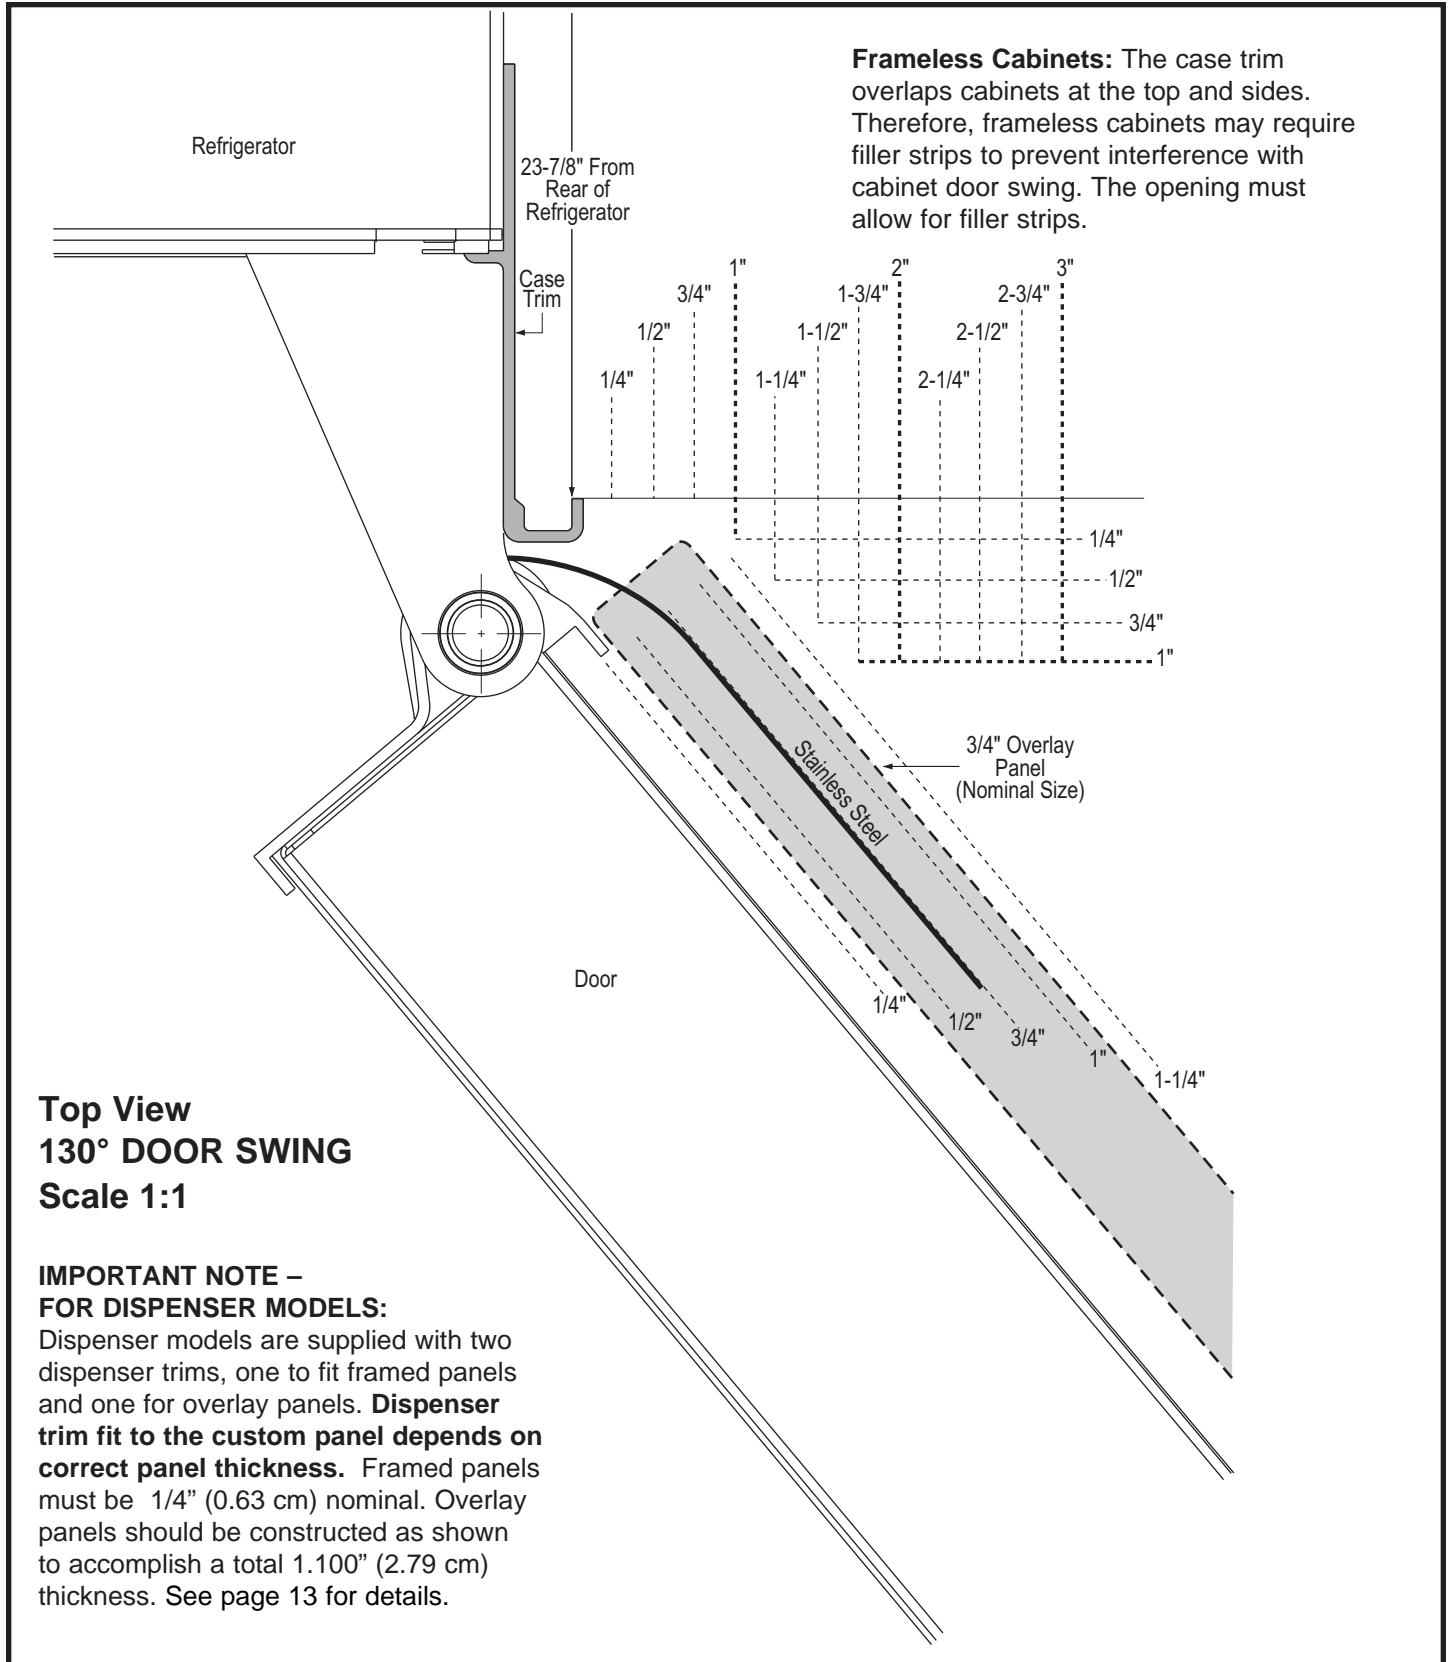 Frameless Cabinets: The case trim
overlaps cabinets at the top and sides.
Therefore, frameless cabinets may require
filler strips to prevent interference with
cabinet door swing. The opening must
allow for filler strips.
Refrigerator
23-7/8" From
Rear of
Refrigerator
Case
Trim
1/4"
1/2"
3/4"
1"
1-1/4"
1-1/2"
1-3/4"
2"
2-1/4"
2-1/2"
2-3/4"
3"
1/4"
1/2"
3/4"
1"
3/4" Overlay
Panel
(Nominal Size)
Stainless Steel
Door
1/4"
1/2"
3/4"
1"
1-1/4"
Top View
130° DOOR SWING
Scale 1:1
IMPORTANT NOTE –
FOR DISPENSER MODELS:
Dispenser models are supplied with two
dispenser trims, one to fit framed panels
and one for overlay panels. Dispenser
trim fit to the custom panel depends on
correct panel thickness.  Framed panels
must be  1/4” (0.63 cm) nominal. Overlay
panels should be constructed as shown
to accomplish a total 1.100” (2.79 cm)
thickness. See page 13 for details.